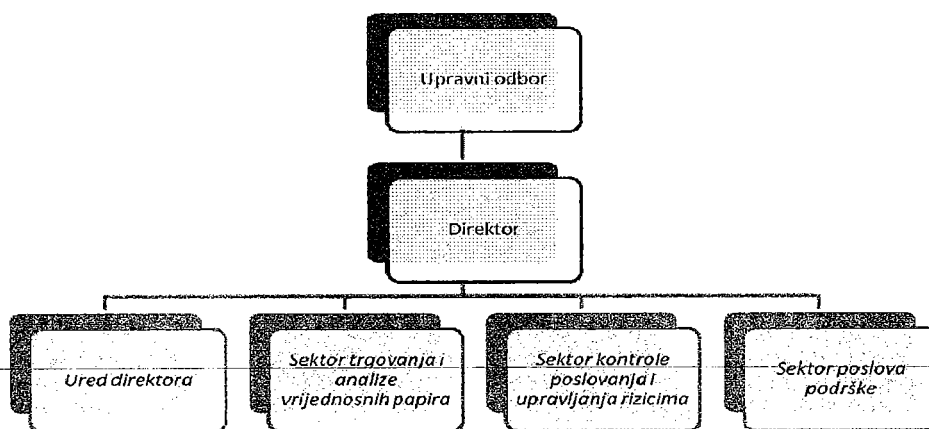 Upravni odbor
Direktor
Ured direktora
Sektor trgovanja i
analize
vrijednosnih papira
Sektor kontrole
poslovanja i
upravljanja rizicima
Sektor poslova
podrške